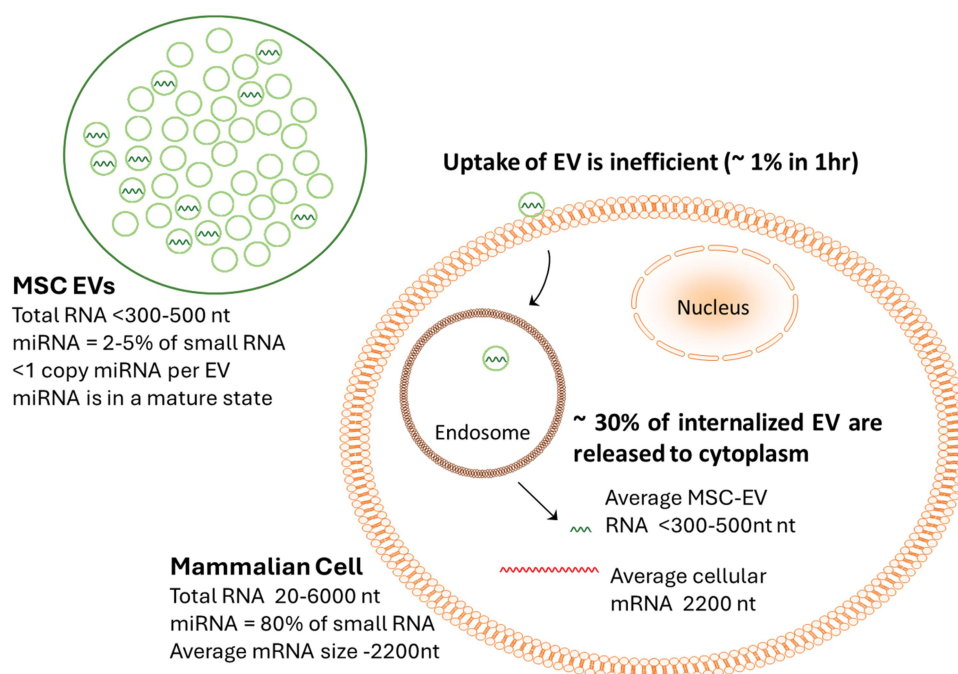 Uptake of EV is inefficient (~ 1% in 1hr)
MSC EVs
Total RNA <300-500 nt
miRNA = 2-5% of small RNA
<1 copy miRNA per EV
miRNA is in a mature state
Nucleus
Endosome
~ 30% of internalized EV are
released to cytoplasm
Average MSC-EV
RNA <300-500nt nt
Average cellular
mRNA 2200 nt
Mammalian Cell
Total RNA 20-6000 nt
miRNA = 80% of small RNA
Average mRNA size -2200nt